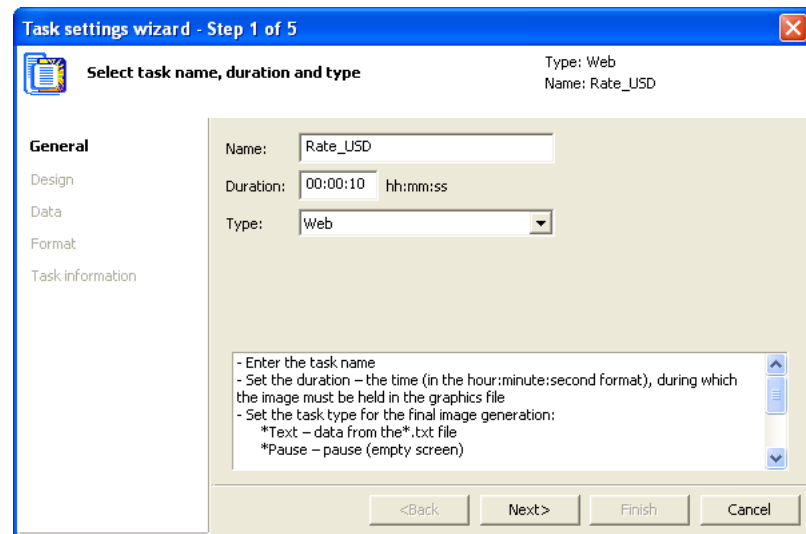 Task settings wizard - Step 1 of 5
Select task name, duration and type
Type: Web
Name: Rate_USD
General
Design
Data
Format
Task information
Name: Rate_USD
Duration: 00:00:10 hh:mm:ss
Type: Web
- Enter the task name
- Set the duration – the time (in the hour:minute:second format), during which
the image must be held in the graphics file
- Set the task type for the final image generation:
*Text – data from the*.txt file
*Pause – pause (empty screen)
<Back Next> Finish Cancel